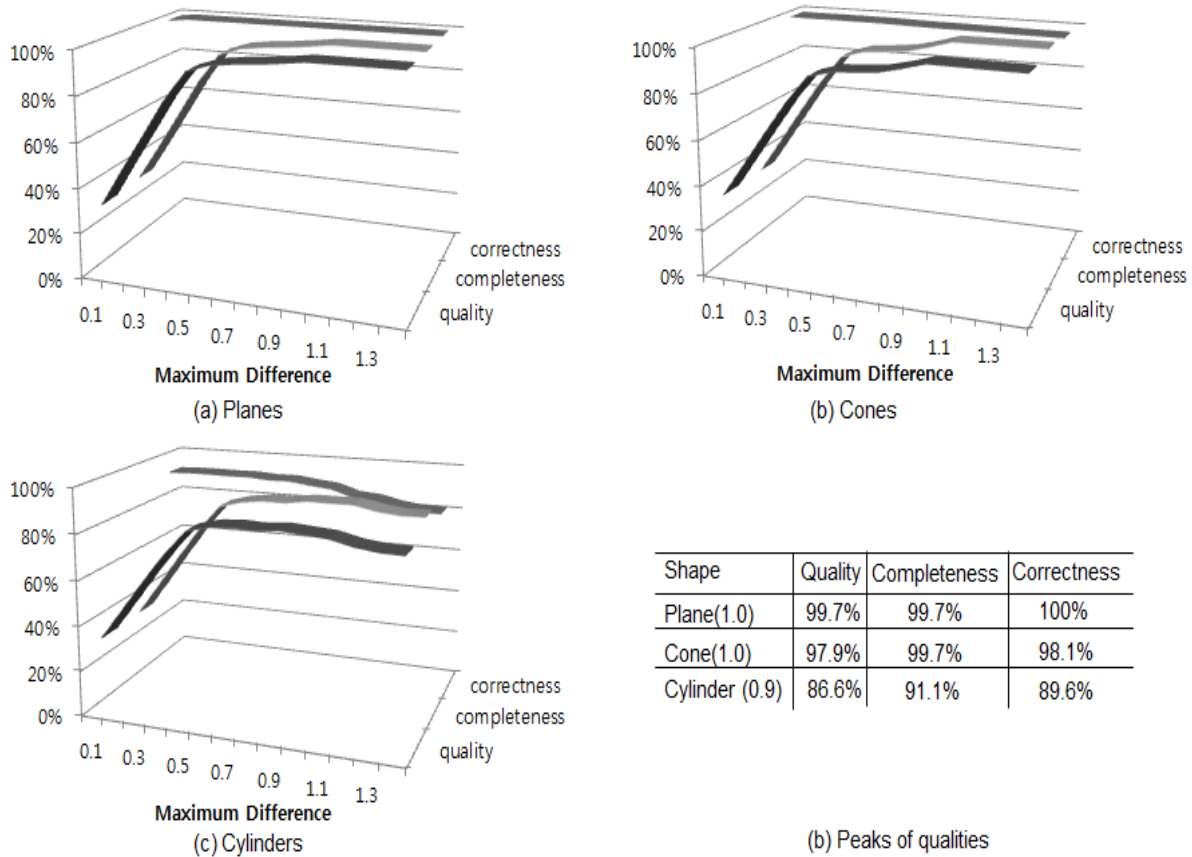 100%
80%
60%
40%
20%
0%
0.1 0.3 0.5 0.7 0.9 1.1 1.3
correctness
completeness
quality
Maximum Difference
(a) Planes
100%
80%
60%
40%
20%
0%
0.1 0.3 0.5 0.7 0.9 1.1 1.3
correctness
completeness
quality
Maximum Difference
(b) Cones
100%
80%
60%
40%
20%
0%
0.1 0.3 0.5 0.7 0.9 1.1 1.3
correctness
completeness
quality
Maximum Difference
(c) Cylinders
Shape Quality Completeness Correctness
Plane(1.0) 99.7% 99.7% 100%
Cone(1.0) 97.9% 99.7% 98.1%
Cylinder (0.9) 86.6% 91.1% 89.6%
(b) Peaks of qualities